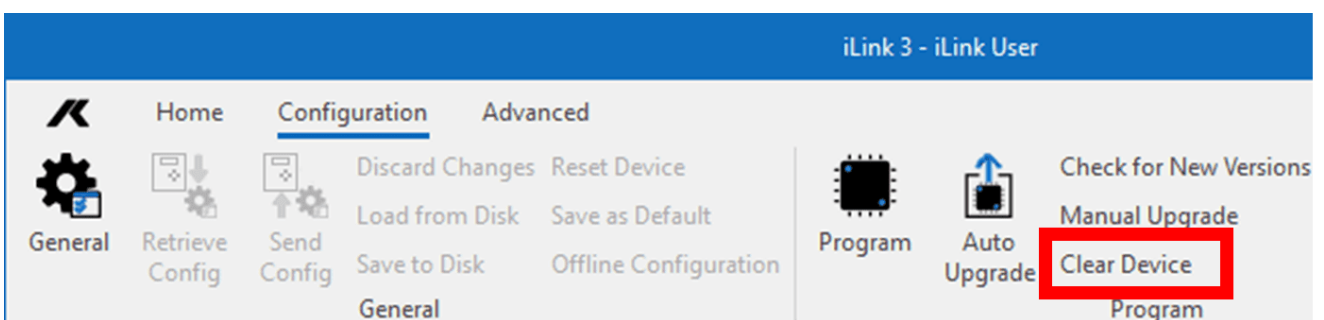 iLink 3 - iLink User
Home Configuration Advanced
General
Retrieve
Config
Send
Config
Discard Changes
Load from Disk
Save to Disk
Reset Device
Save as Default
Offline Configuration
General
Program
Auto
Upgrade
Check for New Versions
Manual Upgrade
Clear Device
Program